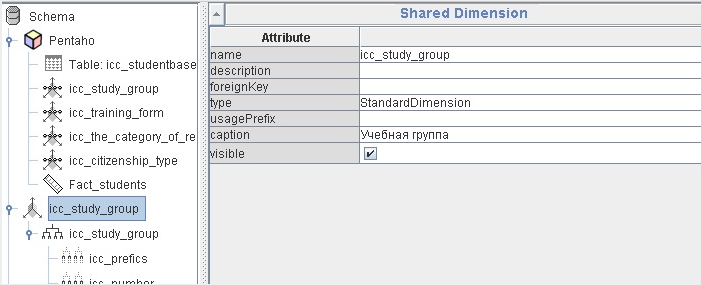 Schema
Pentaho
Table: icc_studentbase
icc_study_group
icc_training_form
icc_the_category_of_re
icc_citizenship_type
Fact_students
icc_study_group
icc_study_group
icc_prefics
icc_number
Shared Dimension
Attribute
name icc_study_group
description
foreignKey
type StandardDimension
usagePrefix
caption Учебная группа
visible